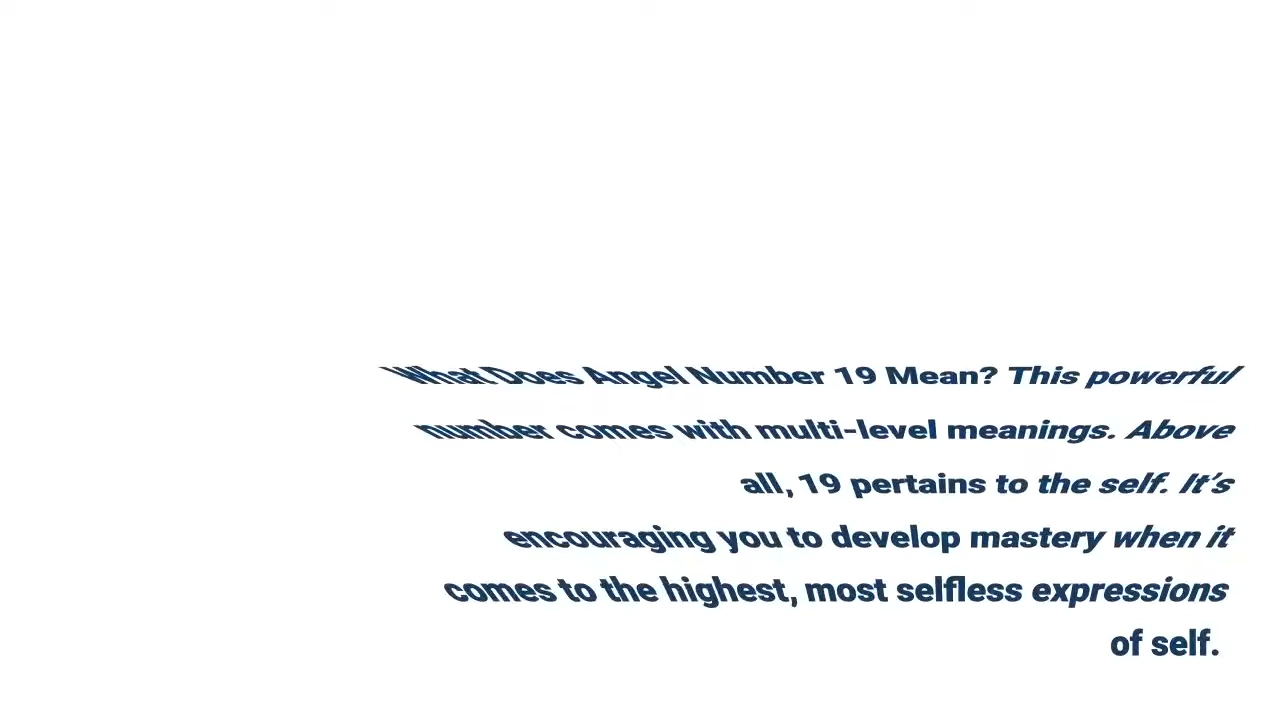 What Does Angel Number 19 Mean? This powerful
number comes with multi-level meanings. Above
all, 19 pertains to the self. It's
encouraging you to develop mastery when it
comes to the highest, most selfless expressions
of self.